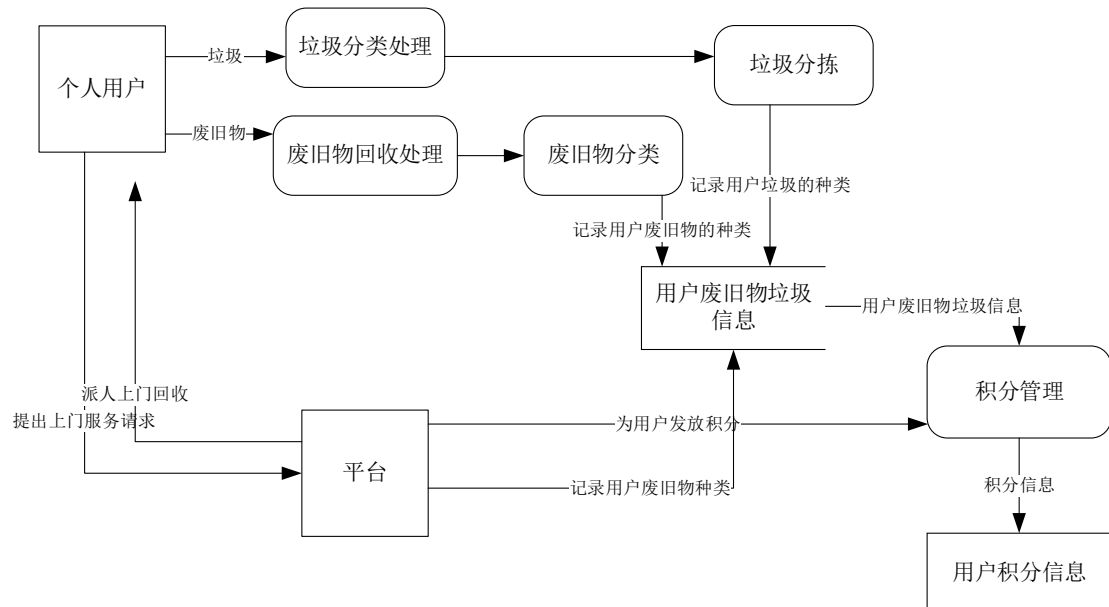 个人用户
垃圾
垃圾分类处理
垃圾分拣
废旧物
废旧物回收处理
废旧物分类
记录用户垃圾的种类
记录用户废旧物的种类
用户废旧物垃圾
信息
用户废旧物垃圾信息
积分管理
派人上门回收
提出上门服务请求
平台
为用户发放积分
记录用户废旧物种类
积分信息
用户积分信息